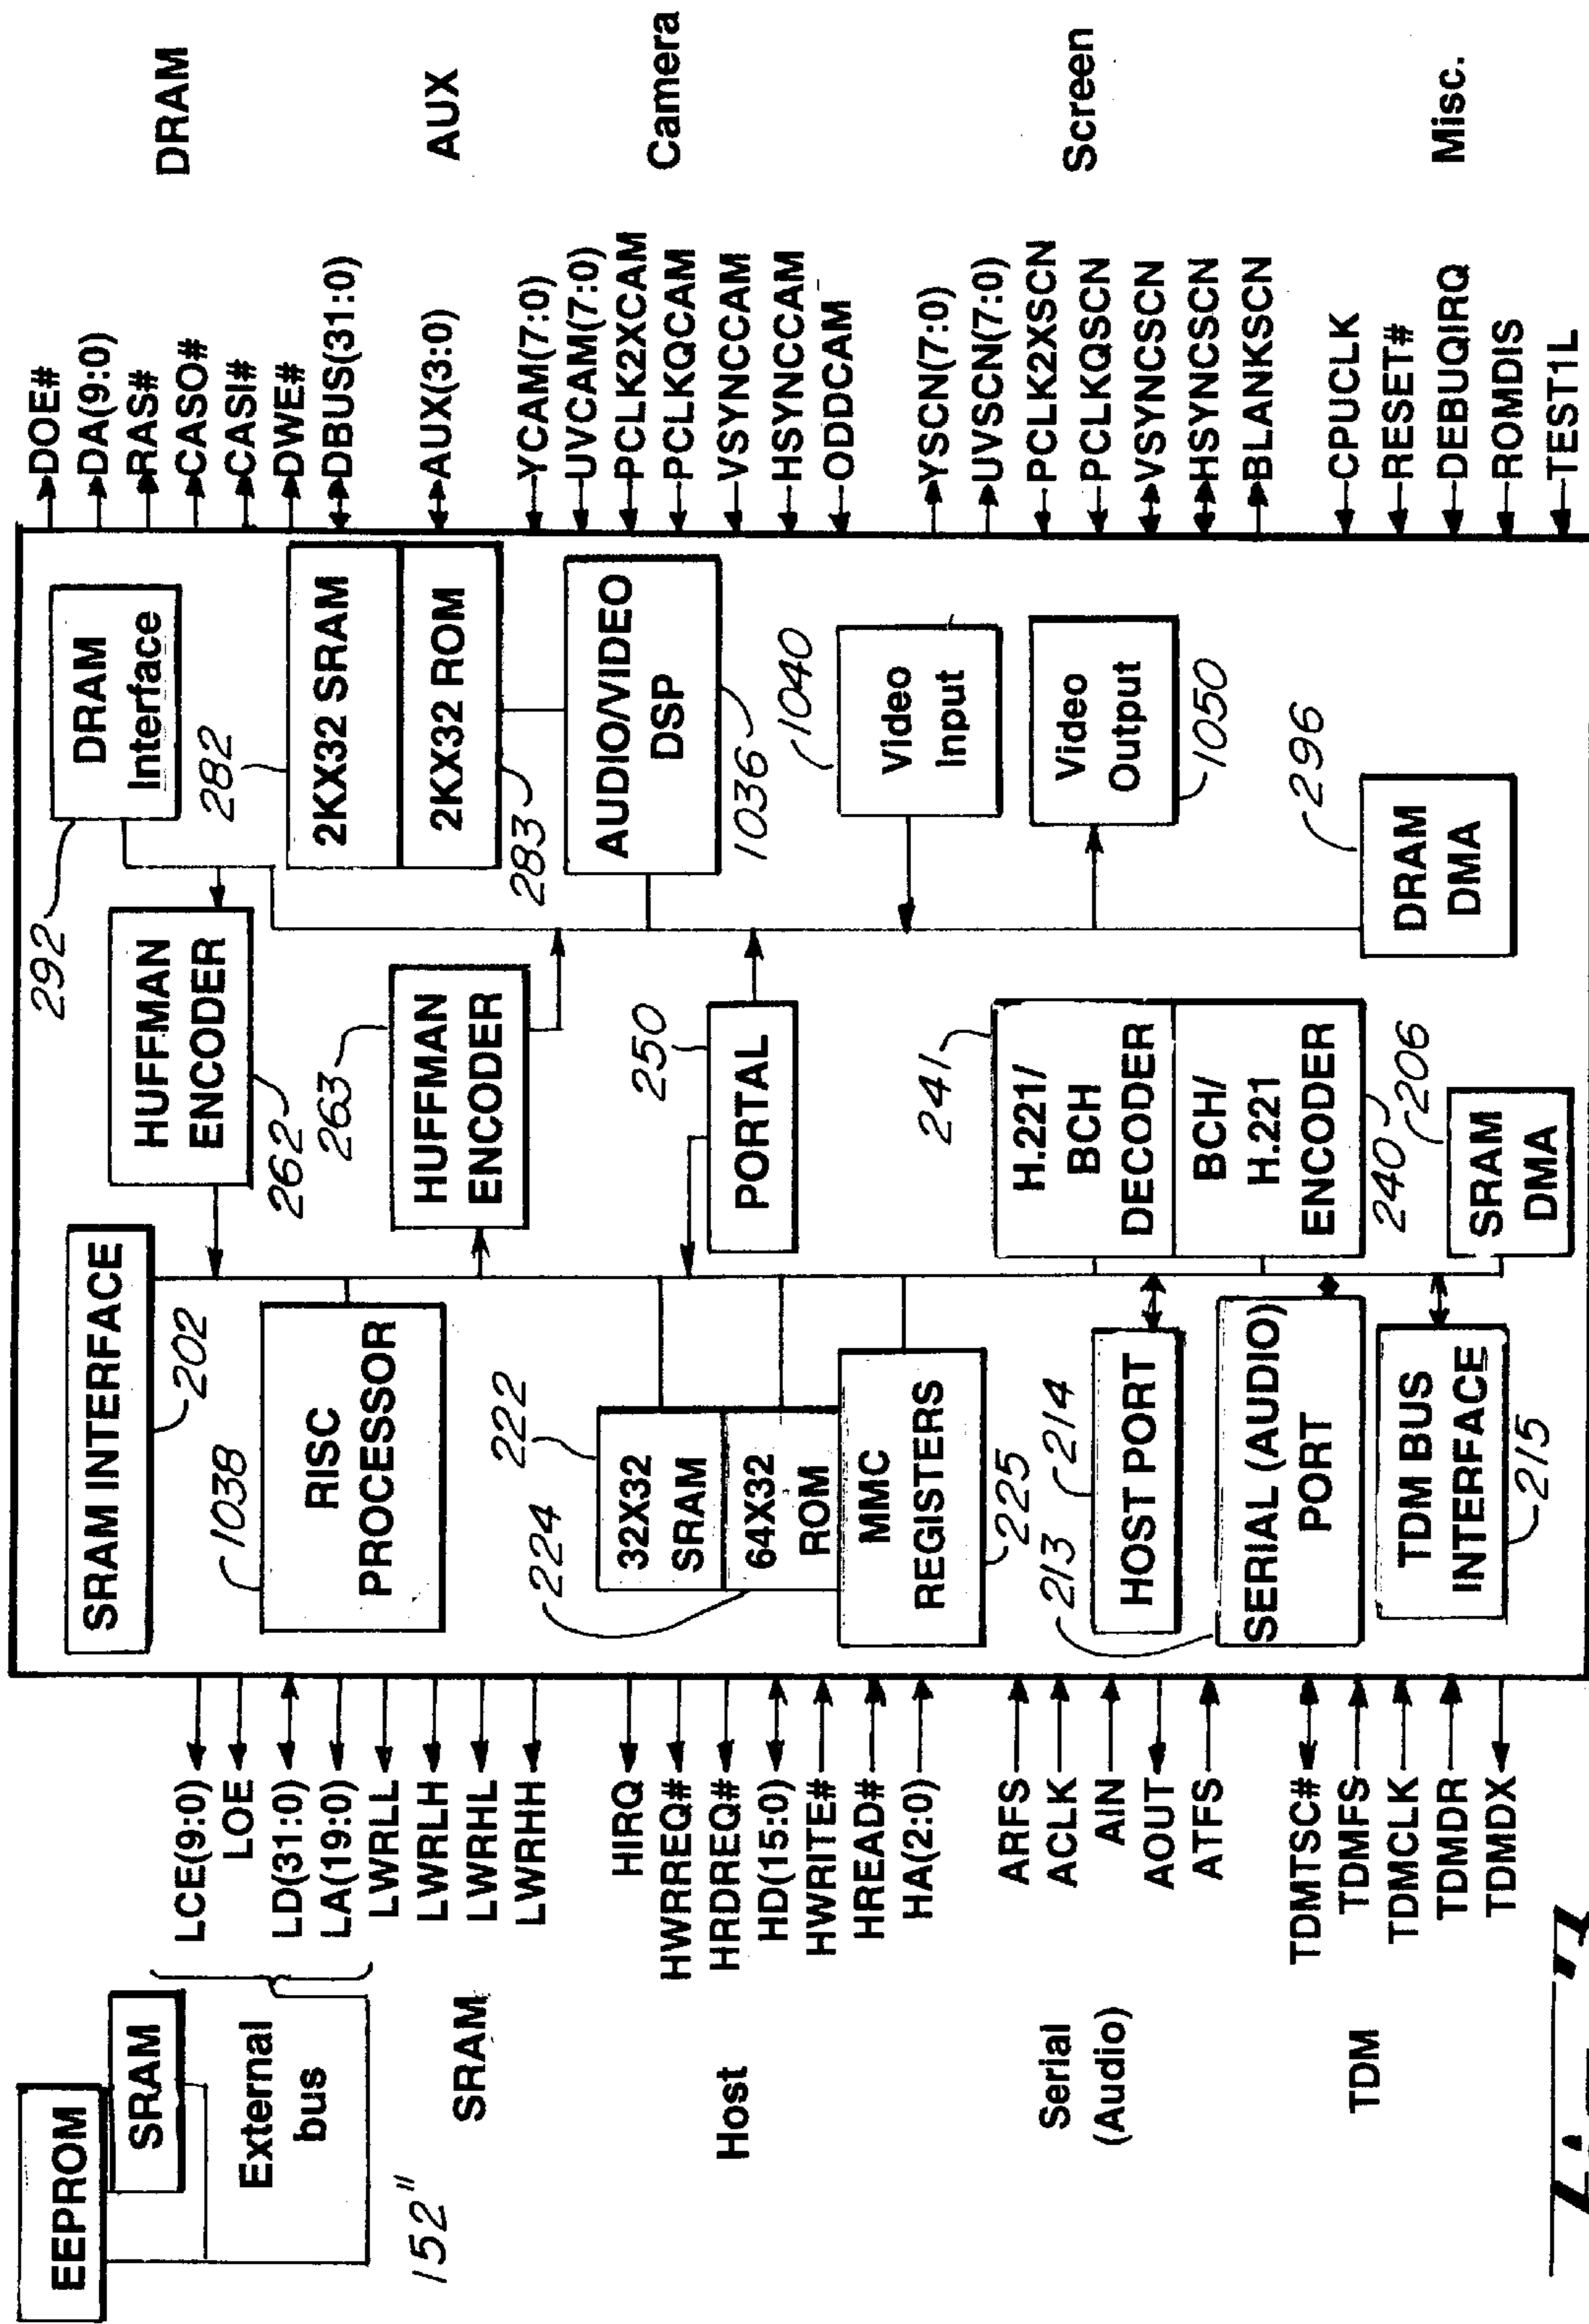 EEPROM
SRAM
External
bus
152"
SRAM
Host
Serial
(Audio)
TDM
LCE(9:0)
LOE
LD(31:0)
LA(19:0)
LWRLL
LWRLH
LWRHL
LWRHH
HIRQ
HWRREQ#
HRDREQ#
HD(15:0)
HWRITE#
HREAD#
HA(2:0)
ARFS
ACLK
AIN
AOUT
ATFS
TDMTSC#
TDMFS
TDMCLK
TDMDR
TDMDX
SRAM INTERFACE
202
1038
RISC
PROCESSOR
222
224
32X32
SRAM
64X32
ROM
MMC
REGISTERS
225
214
213
HOST PORT
SERIAL (AUDIO)
PORT
TDM BUS
INTERFACE
215
292
HUFFMAN
ENCODER
262
263
HUFFMAN
ENCODER
250
PORTAL
241
H.221/
BCH
DECODER
BCH/
H.221
ENCODER
240
206
SRAM
DMA
DRAM
Interface
282
2KX32 SRAM
2KX32 ROM
283
AUDIO/VIDEO
DSP
1036
1040
Video
Input
Video
Output
1050
296
DRAM
DMA
DOE#
DA(9:0)
RAS#
CASO#
CASI#
DWE#
DBUS(31:0)
AUX(3:0)
YCAM(7:0)
UVCAM(7:0)
PCLK2XCAM
PCLKQCAM
VSYNCCAM
HSYNCCAM
ODDCAM
YSCN(7:0)
UVSCN(7:0)
PCLK2XSCN
PCLKQSCN
VSYNCSCN
HSYNCSCN
BLANKSCN
CPUCLK
RESET#
DEBUQIRQ
ROMDIS
TEST1L
DRAM
AUX
Camera
Screen
Misc.